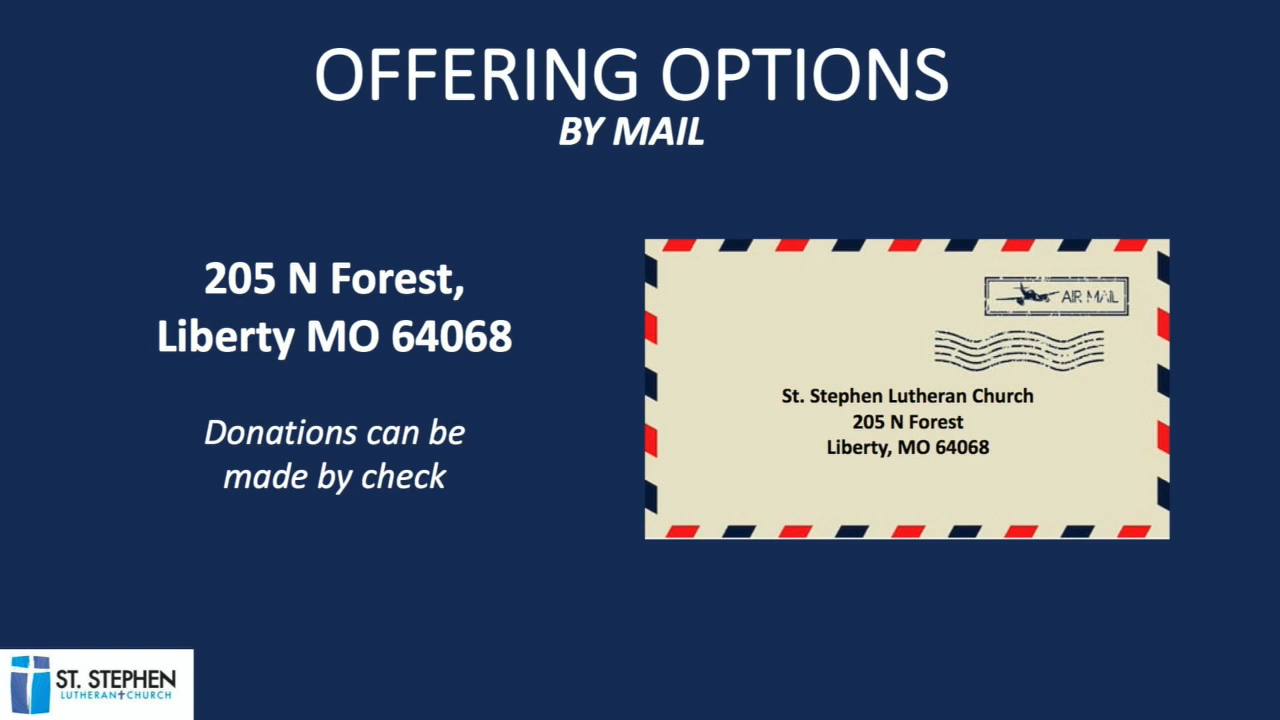 OFFERING OPTIONS
BY MAIL
205 N Forest,
Liberty MO 64068
Donations can be
made by check
AIR MAIL
St. Stephen Lutheran Church
205 N Forest
Liberty, MO 64068
ST. STEPHEN
LUTHERAN CHURCH